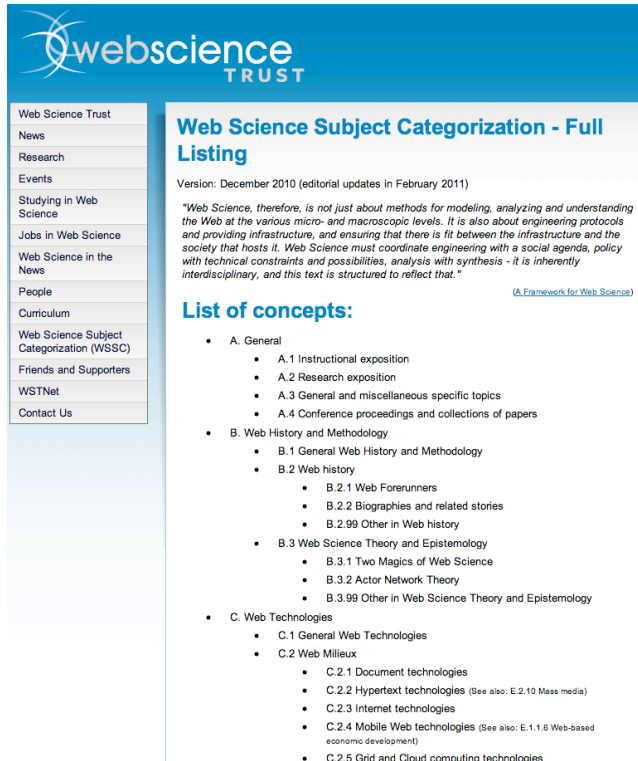 webscience
TRUST
Web Science Trust
News
Research
Events
Studying in Web
Science
Jobs in Web Science
Web Science in the
News
People
Curriculum
Web Science Subject
Categorization (WSSC)
Friends and Supporters
WSTNet
Contact Us
Web Science Subject Categorization - Full
Listing
Version: December 2010 (editorial updates in February 2011)
"Web Science, therefore, is not just about methods for modeling, analyzing and understanding
the Web at the various micro- and macroscopic levels. It is also about engineering protocols
and providing infrastructure, and ensuring that there is fit between the infrastructure and the
society that hosts it. Web Science must coordinate engineering with a social agenda, policy
with technical constraints and possibilities, analysis with synthesis - it is inherently
interdisciplinary, and this text is structured to reflect that."
(A Framework for Web Science)
List of concepts:
• A. General
• A.1 Instructional exposition
• A.2 Research exposition
• A.3 General and miscellaneous specific topics
• A.4 Conference proceedings and collections of papers
• B. Web History and Methodology
• B.1 General Web History and Methodology
• B.2 Web history
• B.2.1 Web Forerunners
• B.2.2 Biographies and related stories
• B.2.99 Other in Web history
• B.3 Web Science Theory and Epistemology
• B.3.1 Two Magics of Web Science
• B.3.2 Actor Network Theory
• B.3.99 Other in Web Science Theory and Epistemology
• C. Web Technologies
• C.1 General Web Technologies
• C.2 Web Milieux
• C.2.1 Document technologies
• C.2.2 Hypertext technologies (See also: E.2.10 Mass media)
• C.2.3 Internet technologies
• C.2.4 Mobile Web technologies (See also: E.1.1.6 Web-based
economic development)
• C.2.5 Grid and Cloud computing technologies